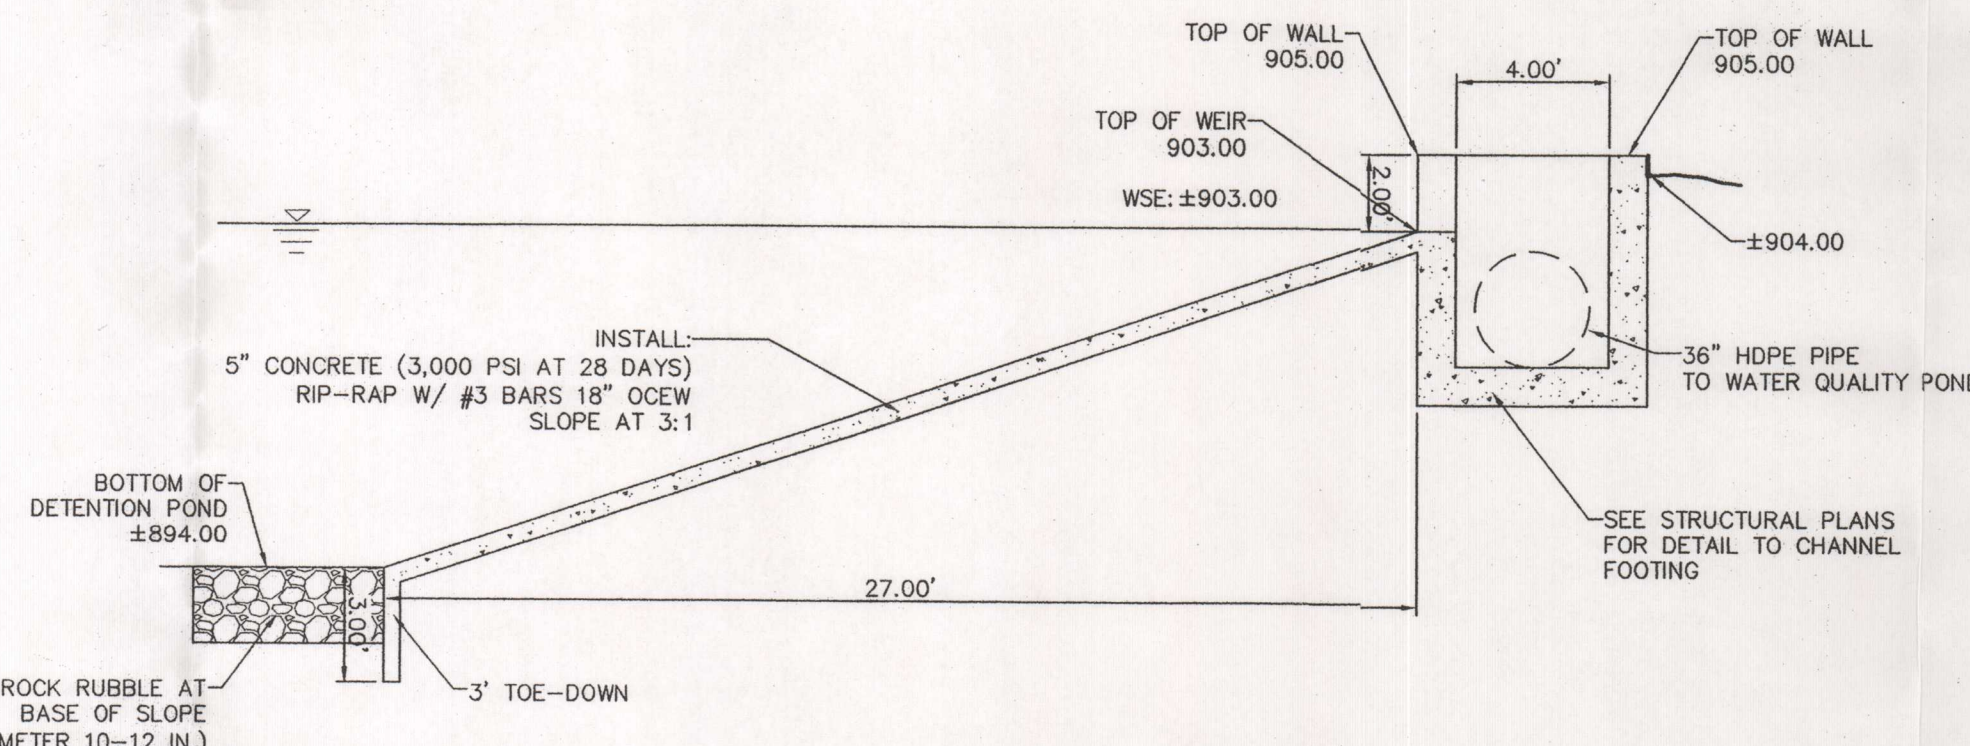 TOP OF WALL
905.00
TOP OF WALL
905.00
4.00'
TOP OF WEIR
903.00
2.00'
WSE: ±903.00
±904.00
INSTALL:
5" CONCRETE (3,000 PSI AT 28 DAYS)
RIP-RAP W/ #3 BARS 18" OCEW
SLOPE AT 3:1
36" HDPE PIPE
TO WATER QUALITY POND
BOTTOM OF
DETENTION POND
±894.00
SEE STRUCTURAL PLANS
FOR DETAIL TO CHANNEL
FOOTING
27.00'
3.00'
3' TOE-DOWN
ROCK RUBBLE AT
BASE OF SLOPE
METER 10-12 IN.)